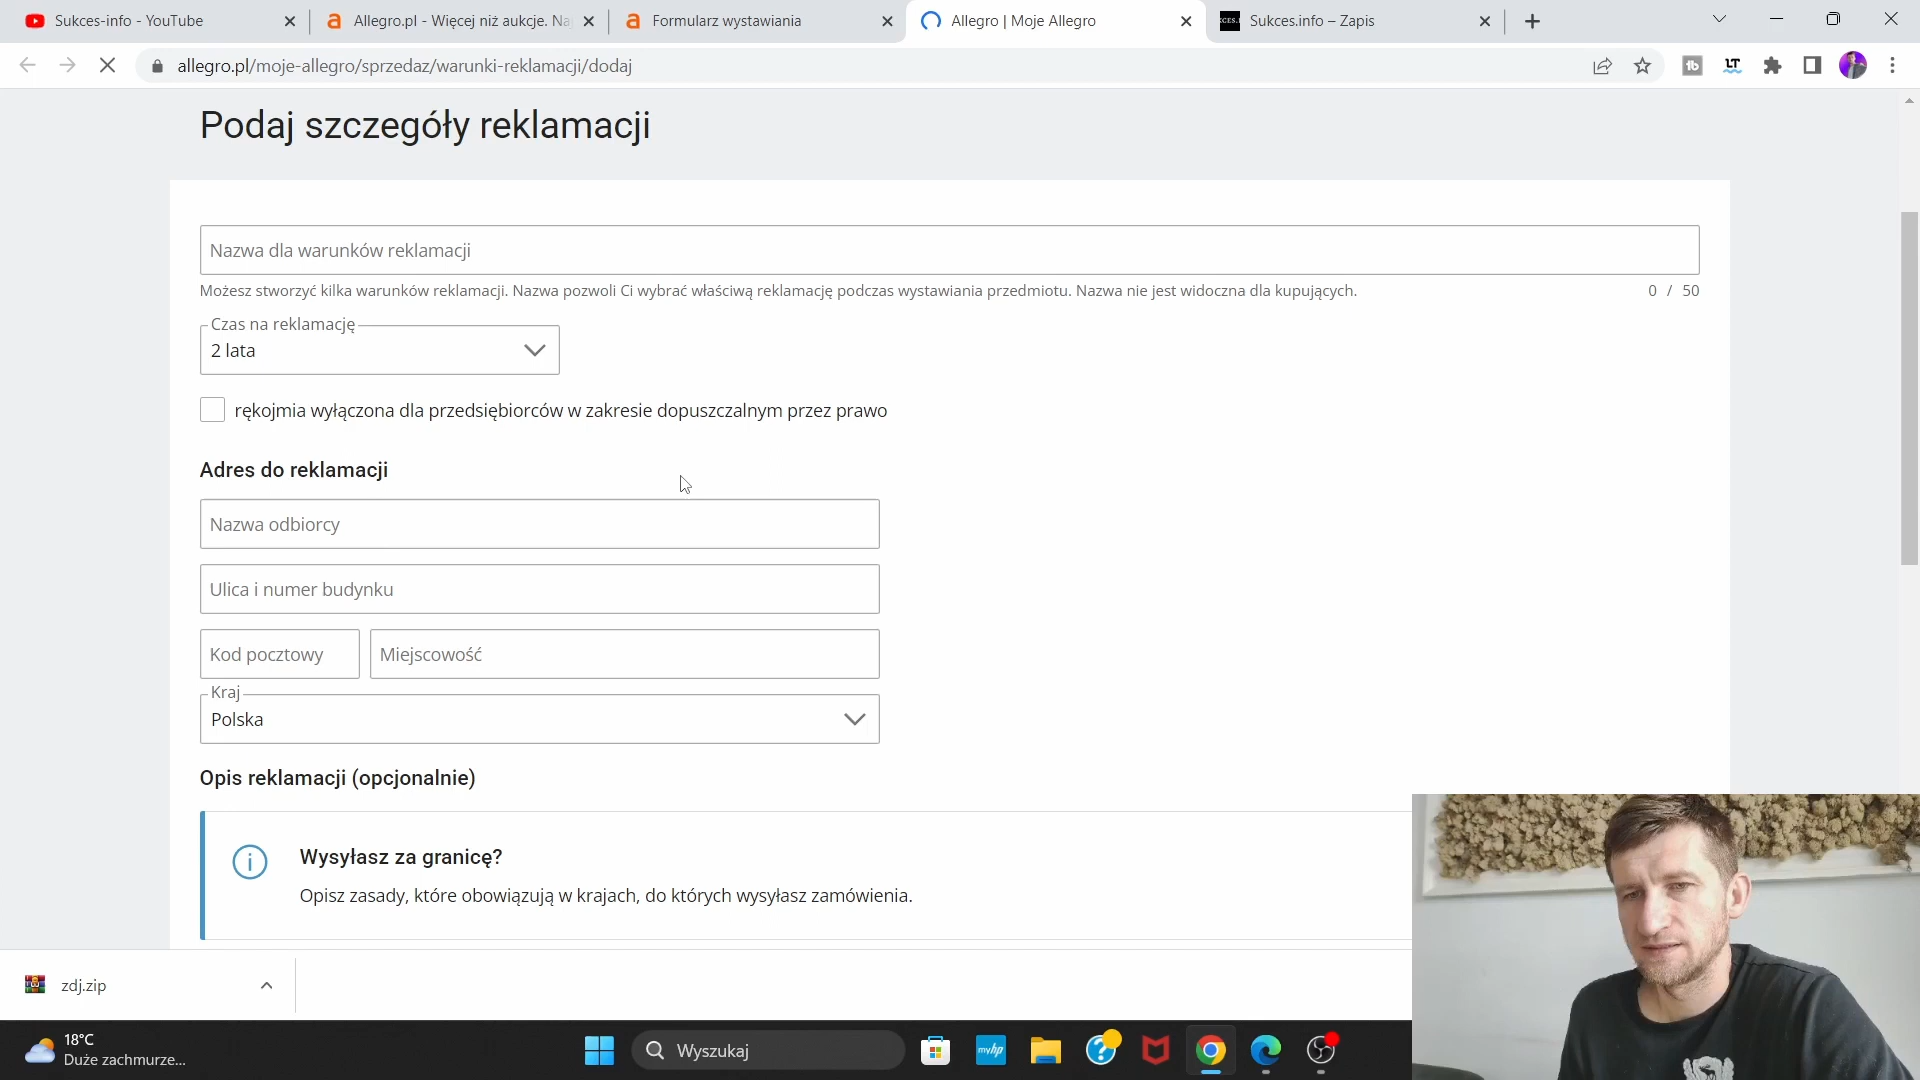 Sukces-info - YouTube
Allegro.pl - Więcej niż aukcje. Na
Formularz wystawiania
Allegro | Moje Allegro
Sukces.info – Zapis
allegro.pl/moje-allegro/sprzedaz/warunki-reklamacji/dodaj
Podaj szczegóły reklamacji
Nazwa dla warunków reklamacji
Możesz stworzyć kilka warunków reklamacji. Nazwa pozwoli Ci wybrać właściwą reklamację podczas wystawiania przedmiotu. Nazwa nie jest widoczna dla kupujących.
0 / 50
Czas na reklamację
2 lata
rękojmia wyłączona dla przedsiębiorców w zakresie dopuszczalnym przez prawo
Adres do reklamacji
Nazwa odbiorcy
Ulica i numer budynku
Kod pocztowy
Miejscowość
Kraj
Polska
Opis reklamacji (opcjonalnie)
Wysyłasz za granicę?
Opisz zasady, które obowiązują w krajach, do których wysyłasz zamówienia.
zdj.zip
18°C
Duże zachmurze...
Wyszukaj
myhp